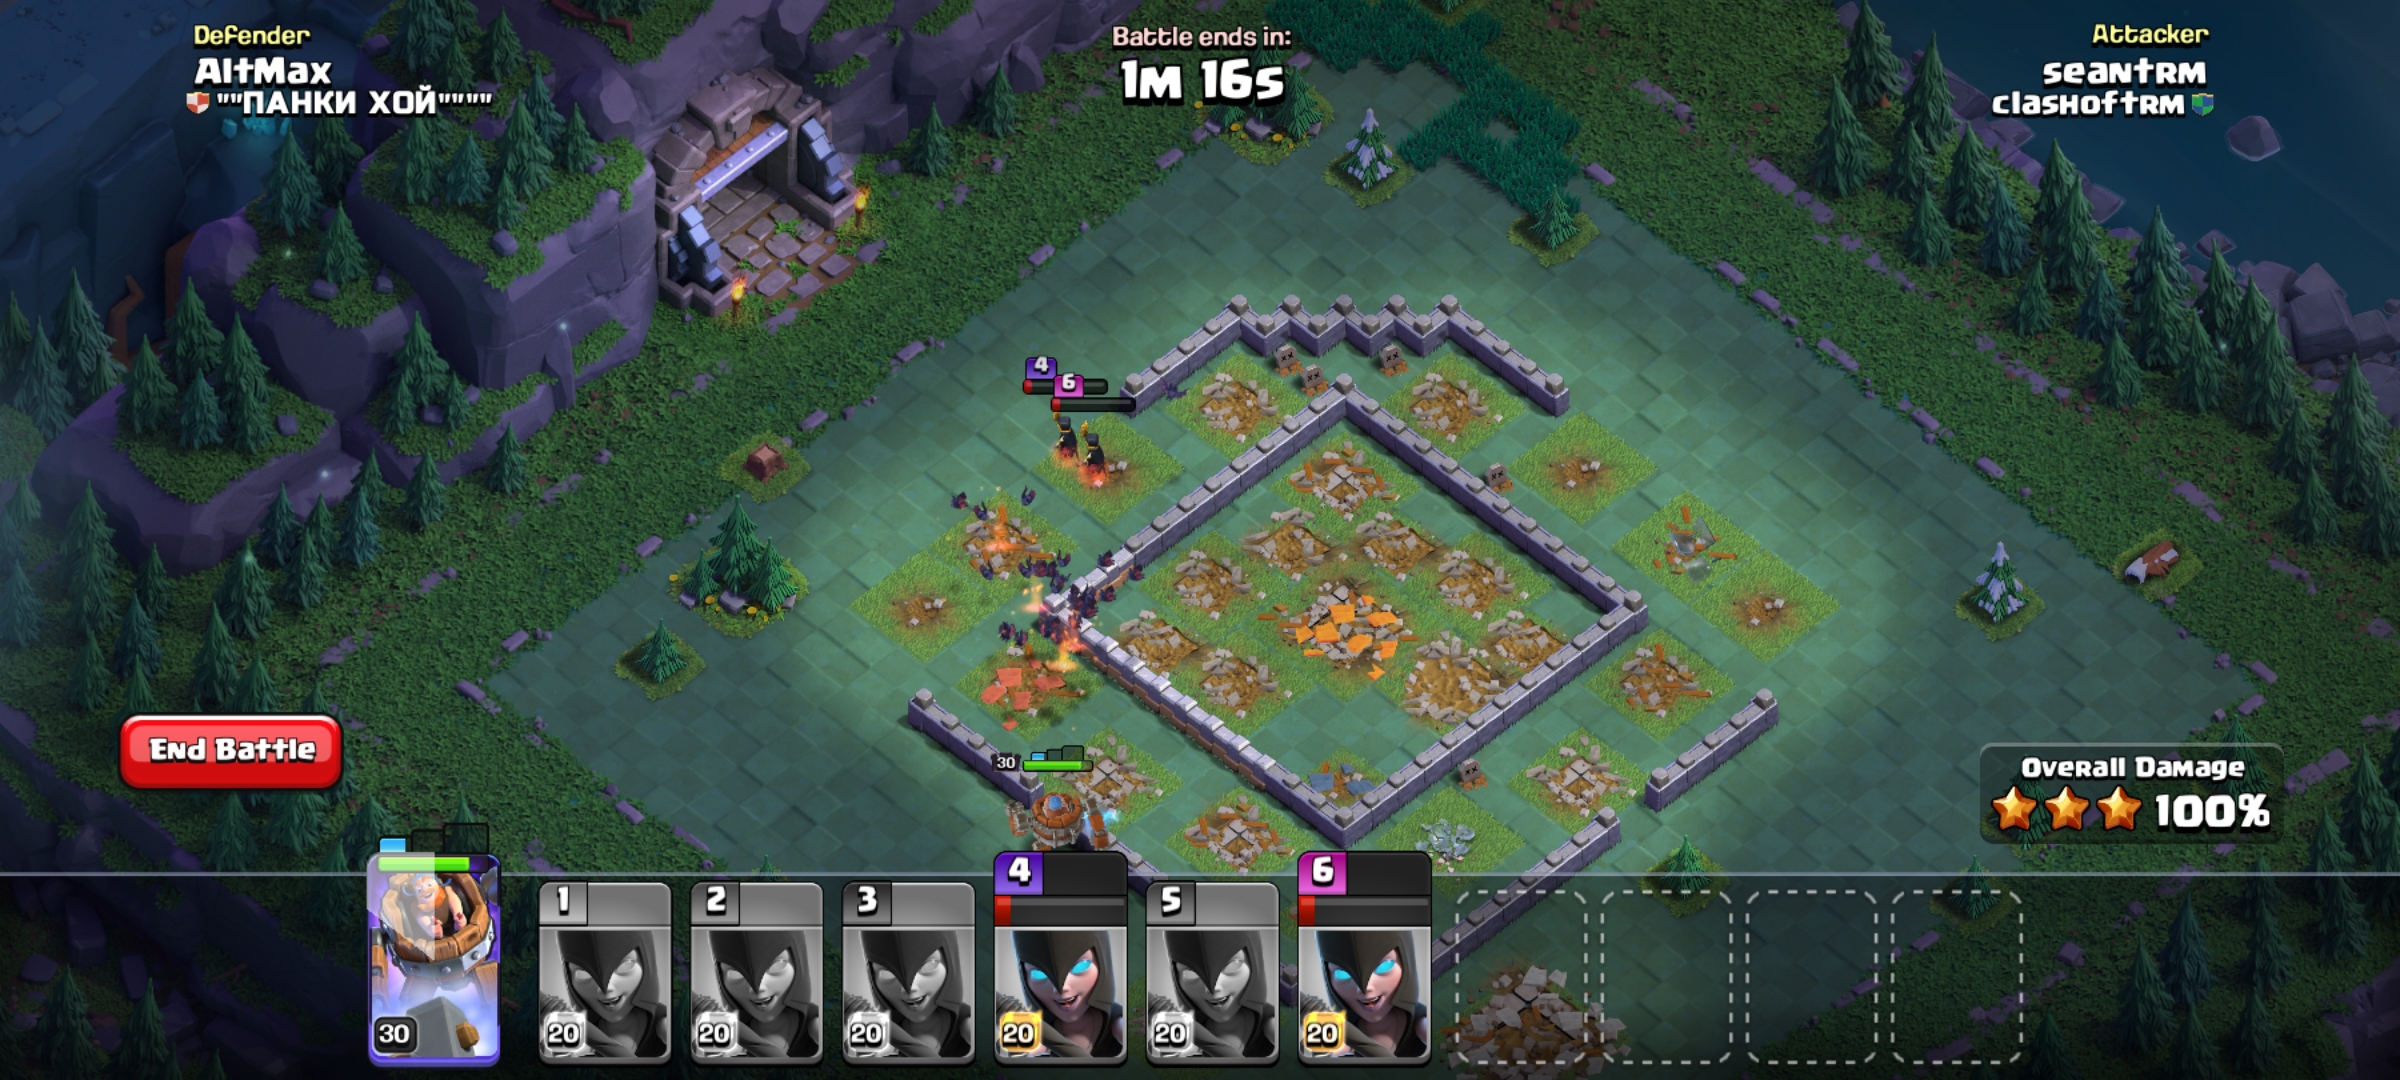 Defender
AltMax
""ПАНКИ ХОЙ""""
Battle ends in:
1M 16S
Attacker
seantrm
clashoftrm
4
6
30
End Battle
Overall Damage
100%
30
1
20
2
20
3
20
4
20
5
20
6
20